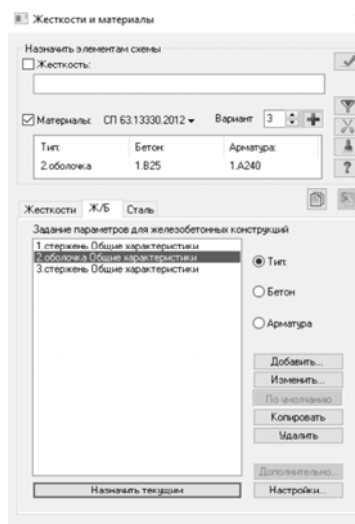 Жесткости и материалы
Назначить элементам схемы
Жесткость:
Материалы: СП 63.13330.2012 Вариант 3
Тип: Бетон: Арматура:
2.оболочка 1.B25 1.A240
Жесткости Ж/Б Сталь
Задание параметров для железобетонных конструкций
1.стержень Общие характеристики
2.оболочка Общие характеристики
3.стержень Общие характеристики
Тип:
Бетон
Арматура
Добавить...
Изменить...
По умолчанию
Копировать
Удалить
Дополнительно...
Назначить текущим Настройки...